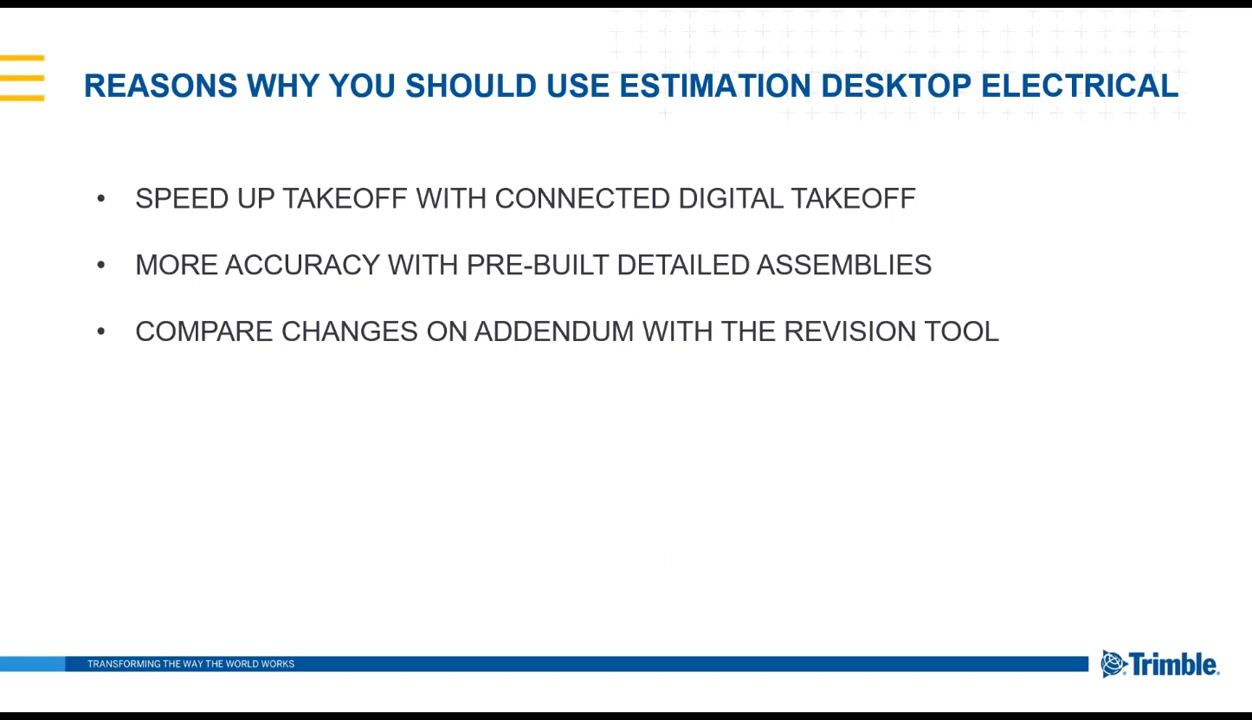 REASONS WHY YOU SHOULD USE ESTIMATION DESKTOP ELECTRICAL
• SPEED UP TAKEOFF WITH CONNECTED DIGITAL TAKEOFF
• MORE ACCURACY WITH PRE-BUILT DETAILED ASSEMBLIES
• COMPARE CHANGES ON ADDENDUM WITH THE REVISION TOOL
TRANSFORMING THE WAY THE WORLD WORKS
Trimble.